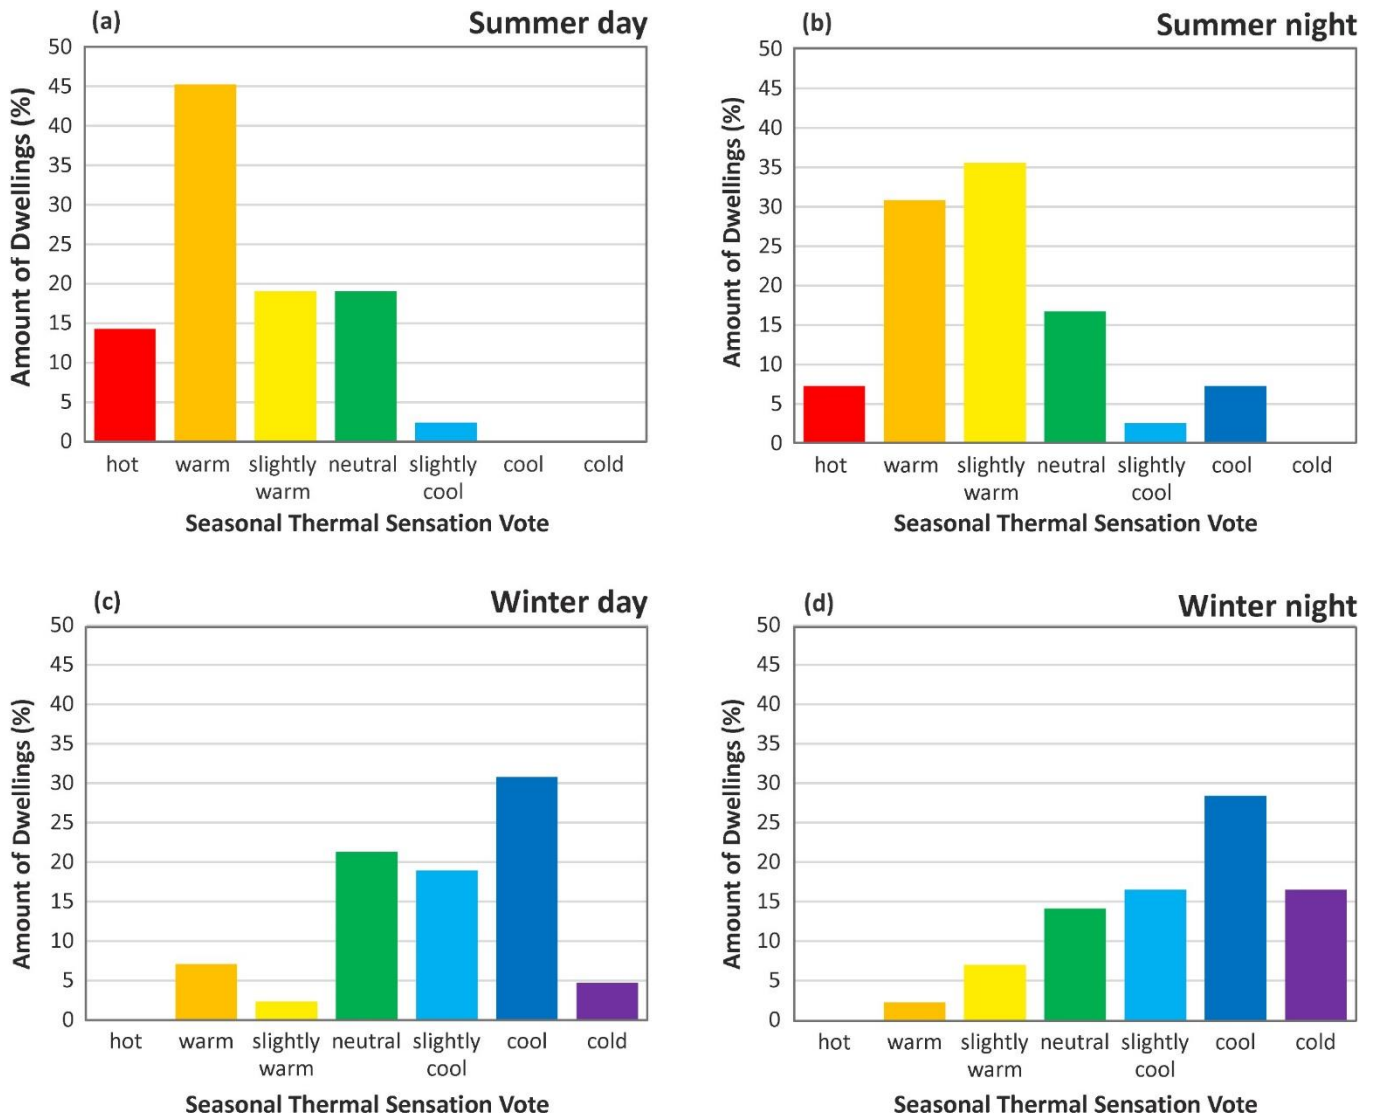 (a) Summer day
Amount of Dwellings (%)
50
45
40
35
30
25
20
15
10
5
0
hot warm slightly neutral slightly cool cold
warm cool
Seasonal Thermal Sensation Vote
(b) Summer night
Amount of Dwellings (%)
50
45
40
35
30
25
20
15
10
5
0
hot warm slightly neutral slightly cool cold
warm cool
Seasonal Thermal Sensation Vote
(c) Winter day
Amount of Dwellings (%)
50
45
40
35
30
25
20
15
10
5
0
hot warm slightly neutral slightly cool cold
warm cool
Seasonal Thermal Sensation Vote
(d) Winter night
Amount of Dwellings (%)
50
45
40
35
30
25
20
15
10
5
0
hot warm slightly neutral slightly cool cold
warm cool
Seasonal Thermal Sensation Vote